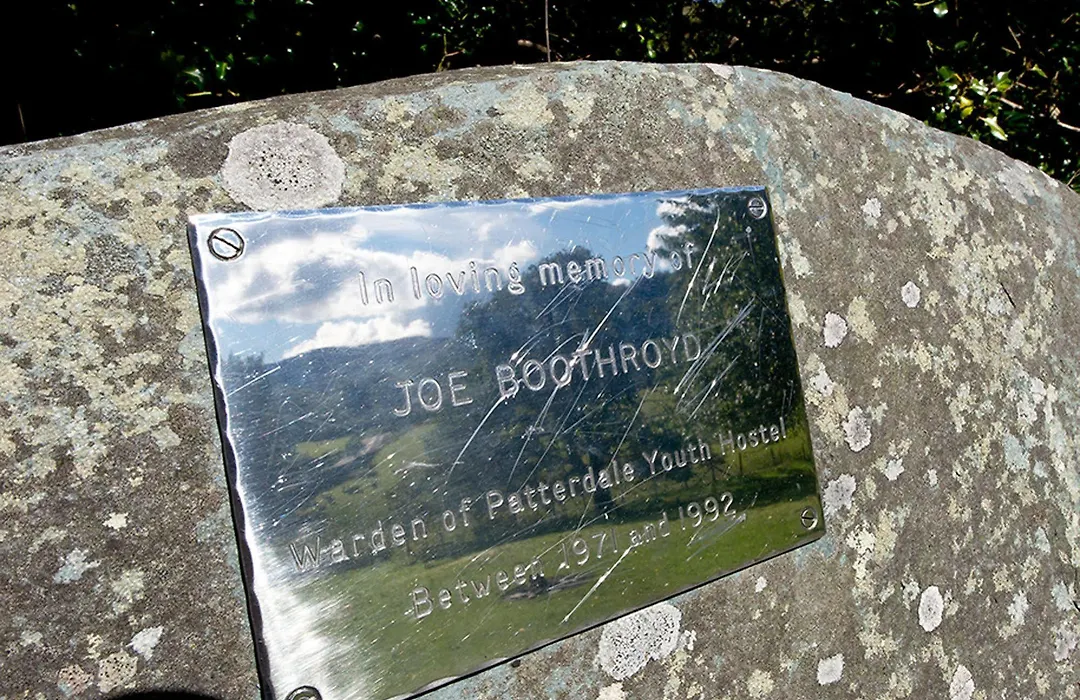 In loving memory of
JOE BOOTHROYD
Warden of Patterdale Youth Hostel
Between 1971 and 1992